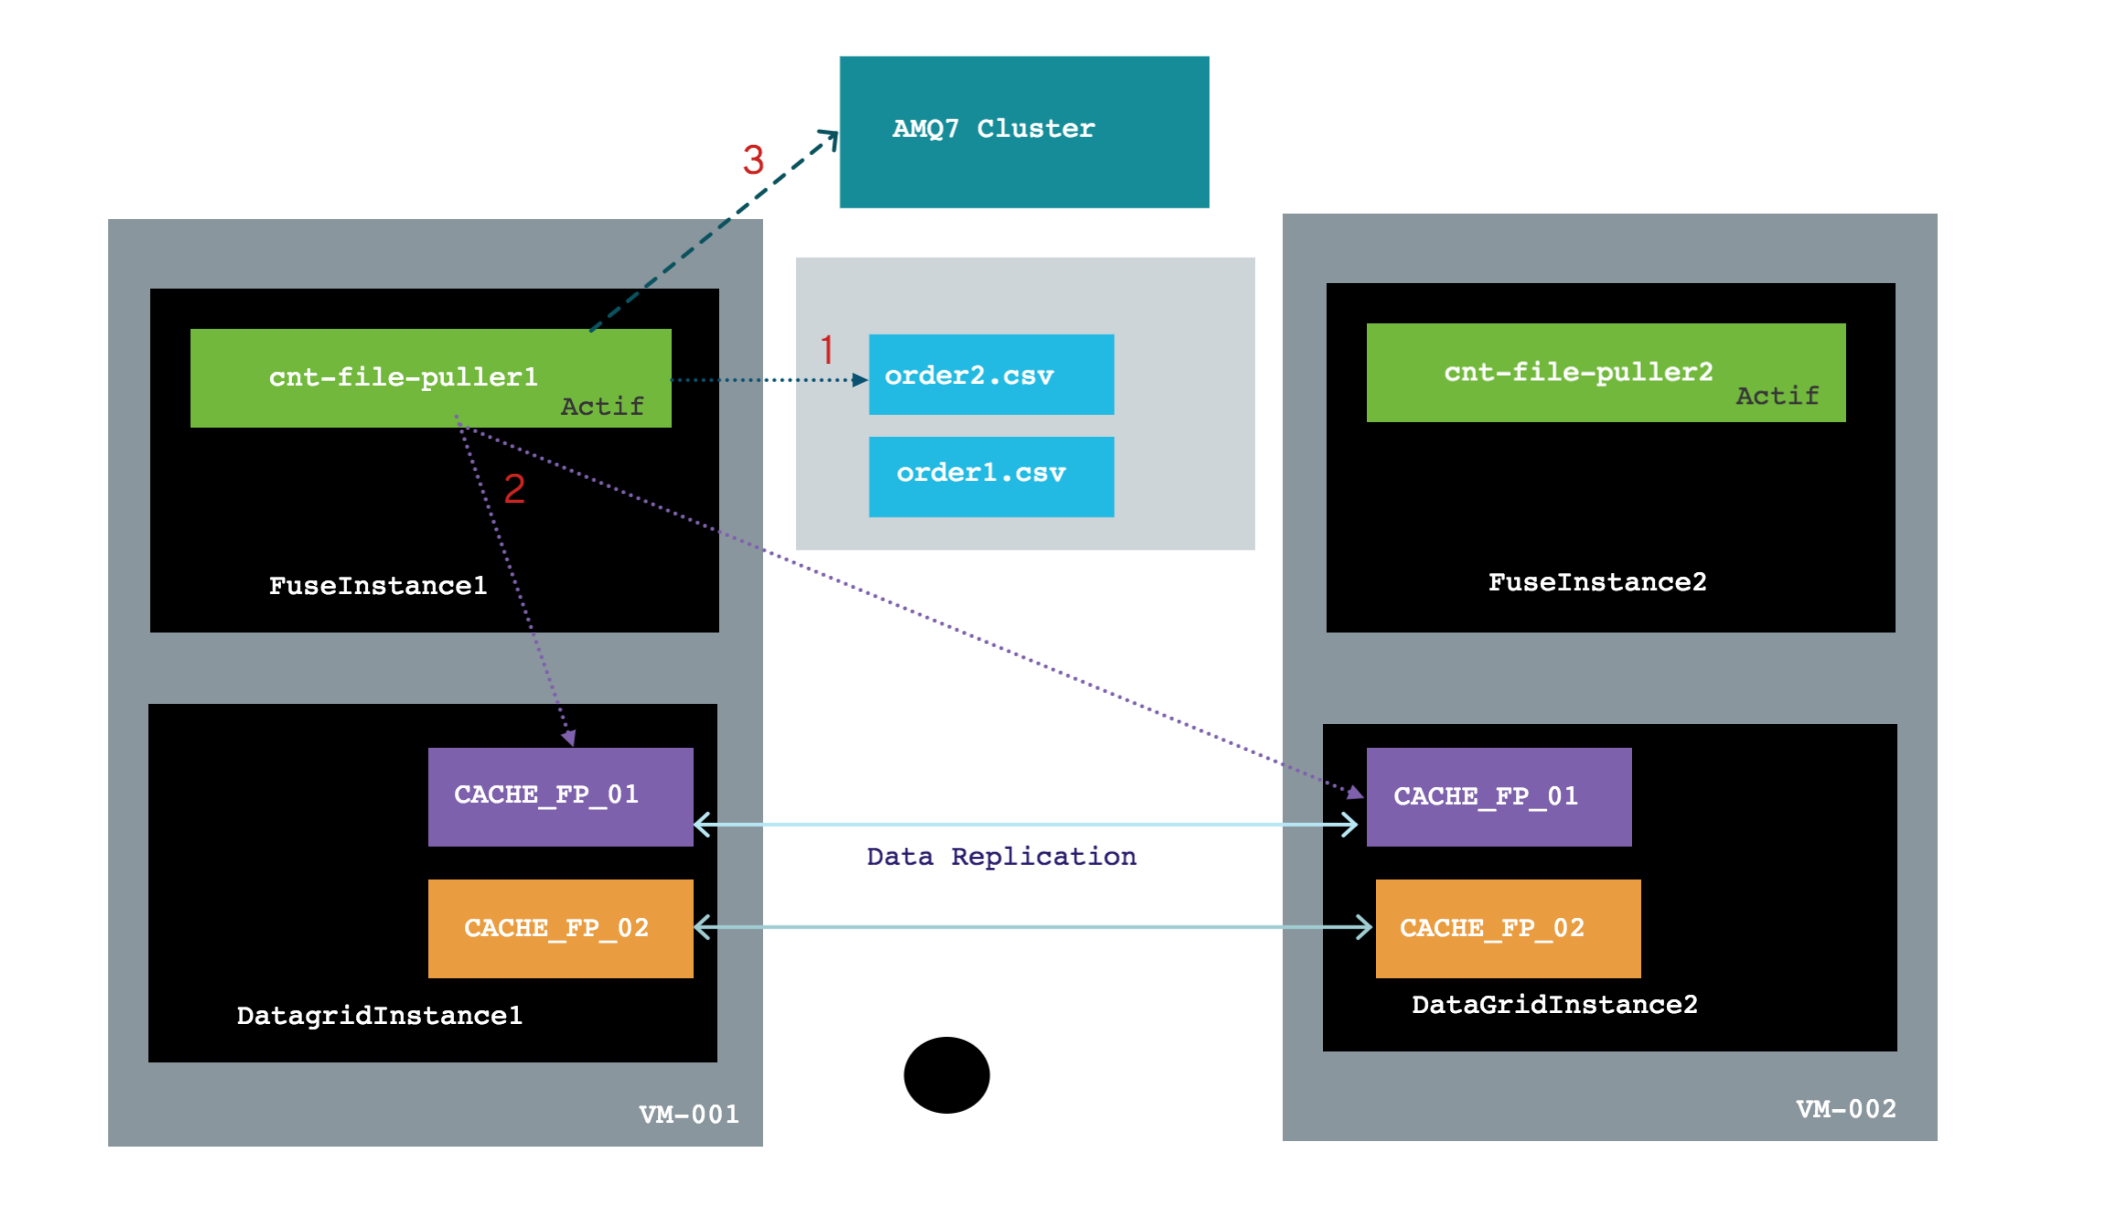 AMQ7 Cluster
3
1
cnt-file-puller1
Actif
order2.csv
cnt-file-puller2
Actif
order1.csv
2
FuseInstance1
FuseInstance2
CACHE_FP_01
CACHE_FP_01
Data Replication
CACHE_FP_02
CACHE_FP_02
DatagridInstance1
DataGridInstance2
VM-001
VM-002